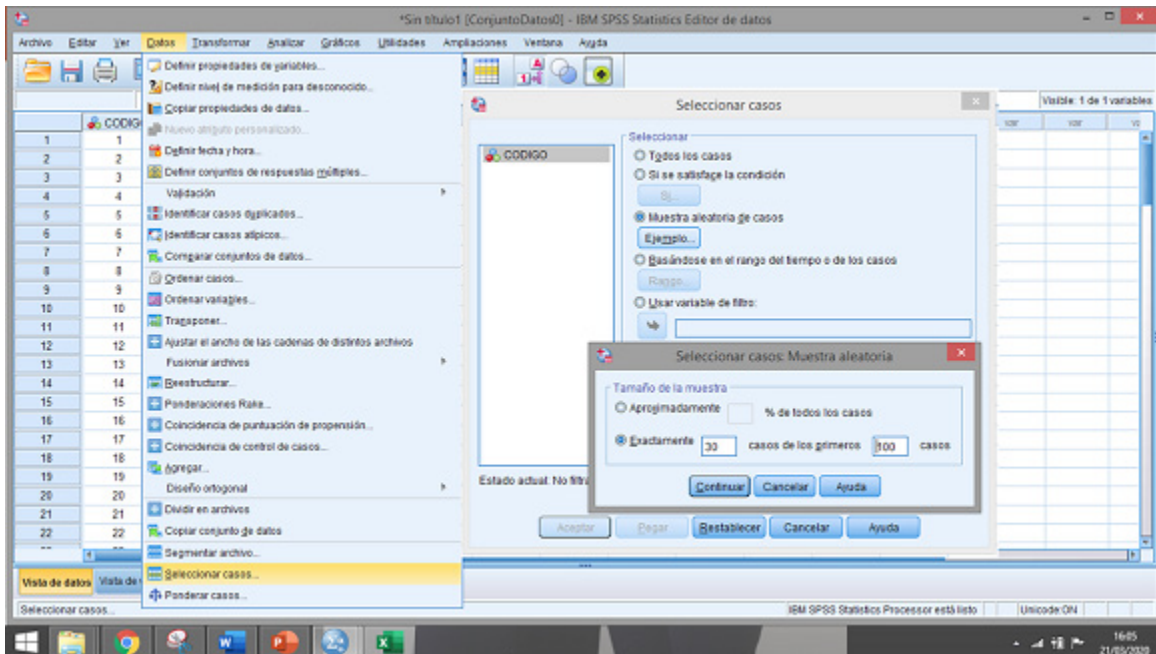 *Sin título1 [ConjuntoDatos0] - IBM SPSS Statistics Editor de datos
Archivo Editar Ver Datos Transformar Analizar Gráficos Utilidades Ampliaciones Ventana Ayuda
Definir propiedades de variables...
Definir nivel de medición para desconocido...
Copiar propiedades de datos...
Nuevo atributo personalizado...
Definir fecha y hora...
Definir conjuntos de respuestas múltiples...
Validación
Identificar casos duplicados...
Identificar casos atípicos...
Comparar conjuntos de datos...
Ordenar casos...
Ordenar variables...
Transponer...
Ajustar el ancho de las cadenas de distintos archivos
Fusionar archivos
Reestructurar...
Ponderaciones Rake...
Coincidencia de puntuación de propensión...
Coincidencia de control de casos...
Agregar...
Diseño ortogonal
Dividir en archivos
Copiar conjunto de datos
Segmentar archivo...
Seleccionar casos...
Ponderar casos...
Visible: 1 de 1 variables
var var
1 1
2 2
3 3
4 4
5 5
6 6
7 7
8 8
9 9
10 10
11 11
12 12
13 13
14 14
15 15
16 16
17 17
18 18
19 19
20 20
21 21
22 22
Seleccionar casos
CODIGO
Seleccionar
Todos los casos
Si se satisface la condición
Si...
Muestra aleatoria de casos
Ejemplo...
Basándose en el rango del tiempo o de los casos
Rango...
Usar variable de filtro:
Estado actual: No
Aceptar Pegar Restablecer Cancelar Ayuda
Seleccionar casos: Muestra aleatoria
Tamaño de la muestra
Aproximadamente % de todos los casos
Exactamente 30 casos de los primeros 100 casos
Continuar Cancelar Ayuda
Vista de datos Vista de
Seleccionar casos...
IBM SPSS Statistics Processor está listo Unicode:ON
16:05
21/03/2020